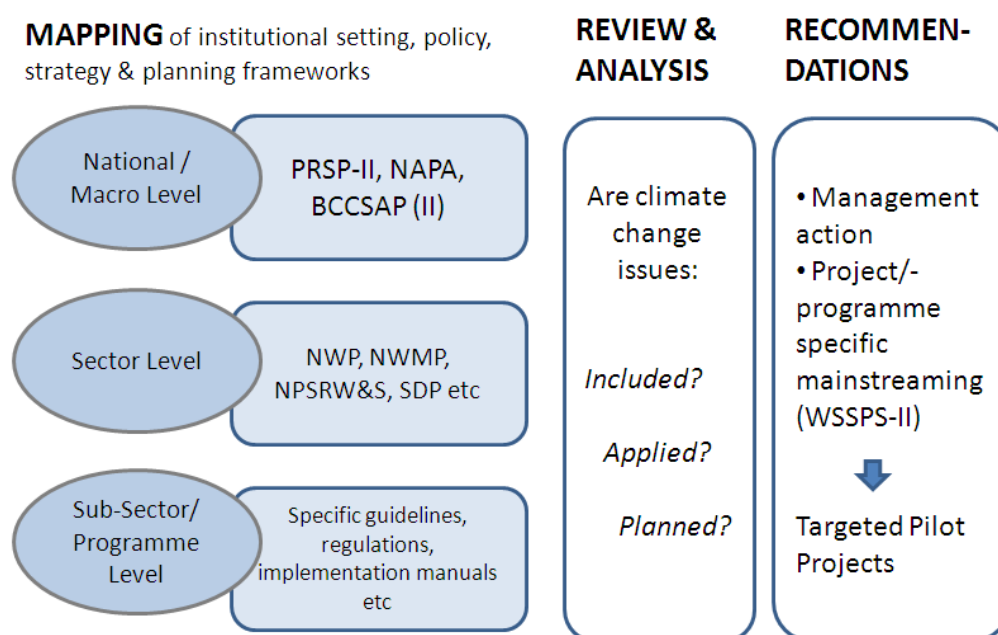 MAPPING of institutional setting, policy,
strategy & planning frameworks
National /
Macro Level
PRSP-II, NAPA,
BCCSAP (II)
Sector Level
NWP, NWMP,
NPSRW&S, SDP etc
Sub-Sector/
Programme
Level
Specific guidelines,
regulations,
implementation manuals
etc
REVIEW &
ANALYSIS
Are climate
change
issues:
Included?
Applied?
Planned?
RECOMMEN-
DATIONS
• Management
action
• Project/-
programme
specific
mainstreaming
(WSSPS-II)
Targeted Pilot
Projects